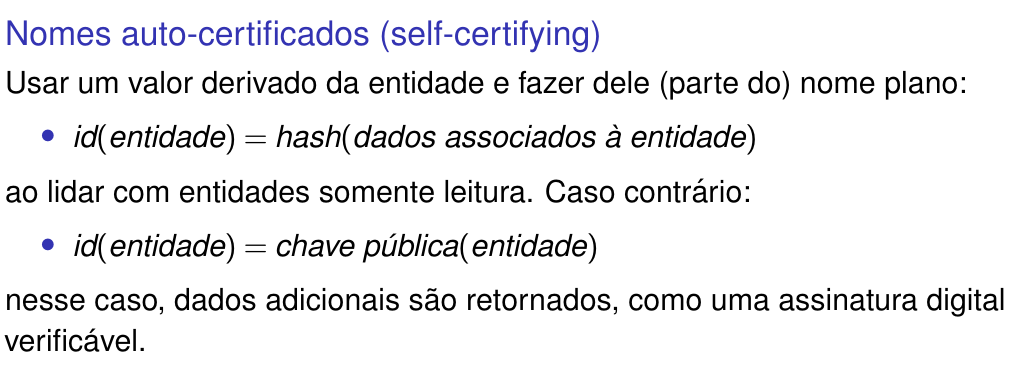 Nomes auto-certificados (self-certifying)
Usar um valor derivado da entidade e fazer dele (parte do) nome plano:
• id(entidade) = hash(dados associados à entidade)
ao lidar com entidades somente leitura. Caso contrário:
• id(entidade) = chave pública(entidade)
nesse caso, dados adicionais são retornados, como uma assinatura digital
verificável.